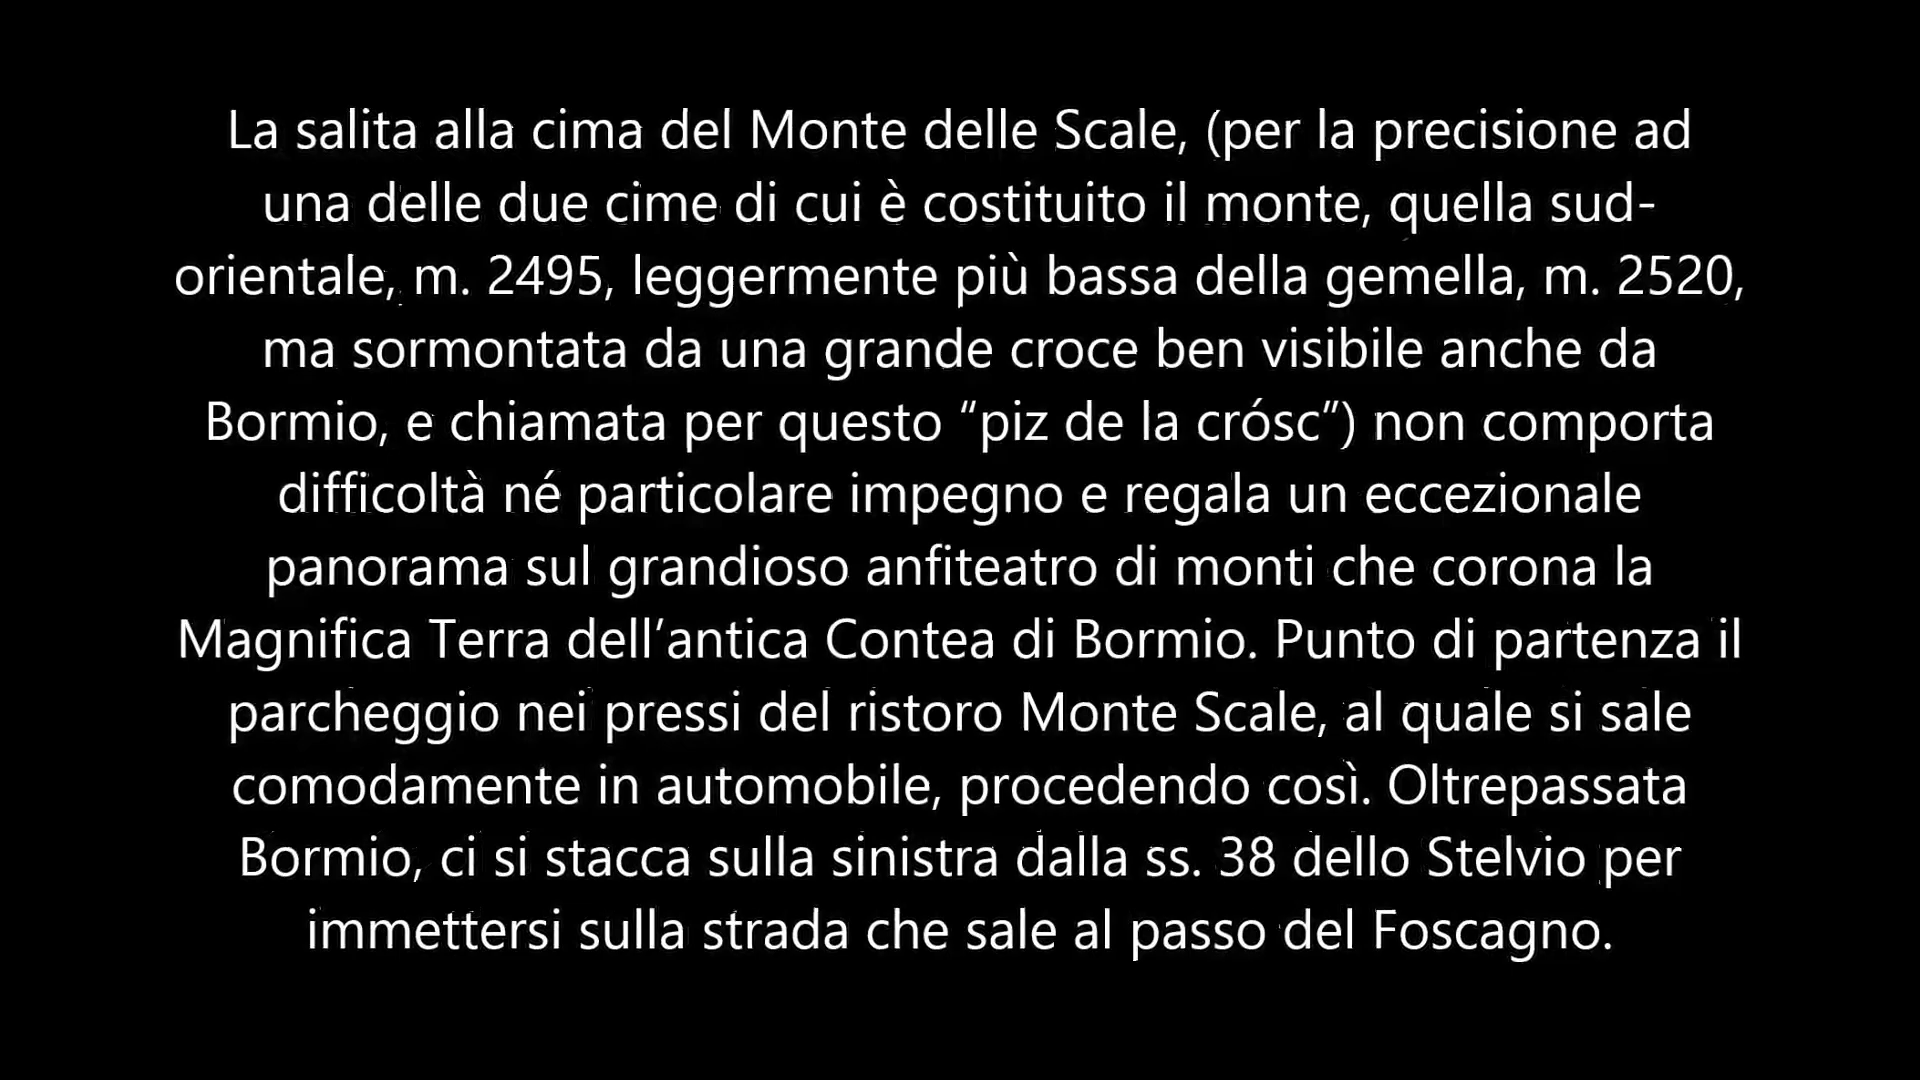 La salita alla cima del Monte delle Scale, (per la precisione ad
una delle due cime di cui è costituito il monte, quella sud-
orientale, m. 2495, leggermente più bassa della gemella, m. 2520,
ma sormontata da una grande croce ben visibile anche da
Bormio, e chiamata per questo “piz de la crósc”) non comporta
difficoltà né particolare impegno e regala un eccezionale
panorama sul grandioso anfiteatro di monti che corona la
Magnifica Terra dell’antica Contea di Bormio. Punto di partenza il
parcheggio nei pressi del ristoro Monte Scale, al quale si sale
comodamente in automobile, procedendo così. Oltrepassata
Bormio, ci si stacca sulla sinistra dalla ss. 38 dello Stelvio per
immettersi sulla strada che sale al passo del Foscagno.